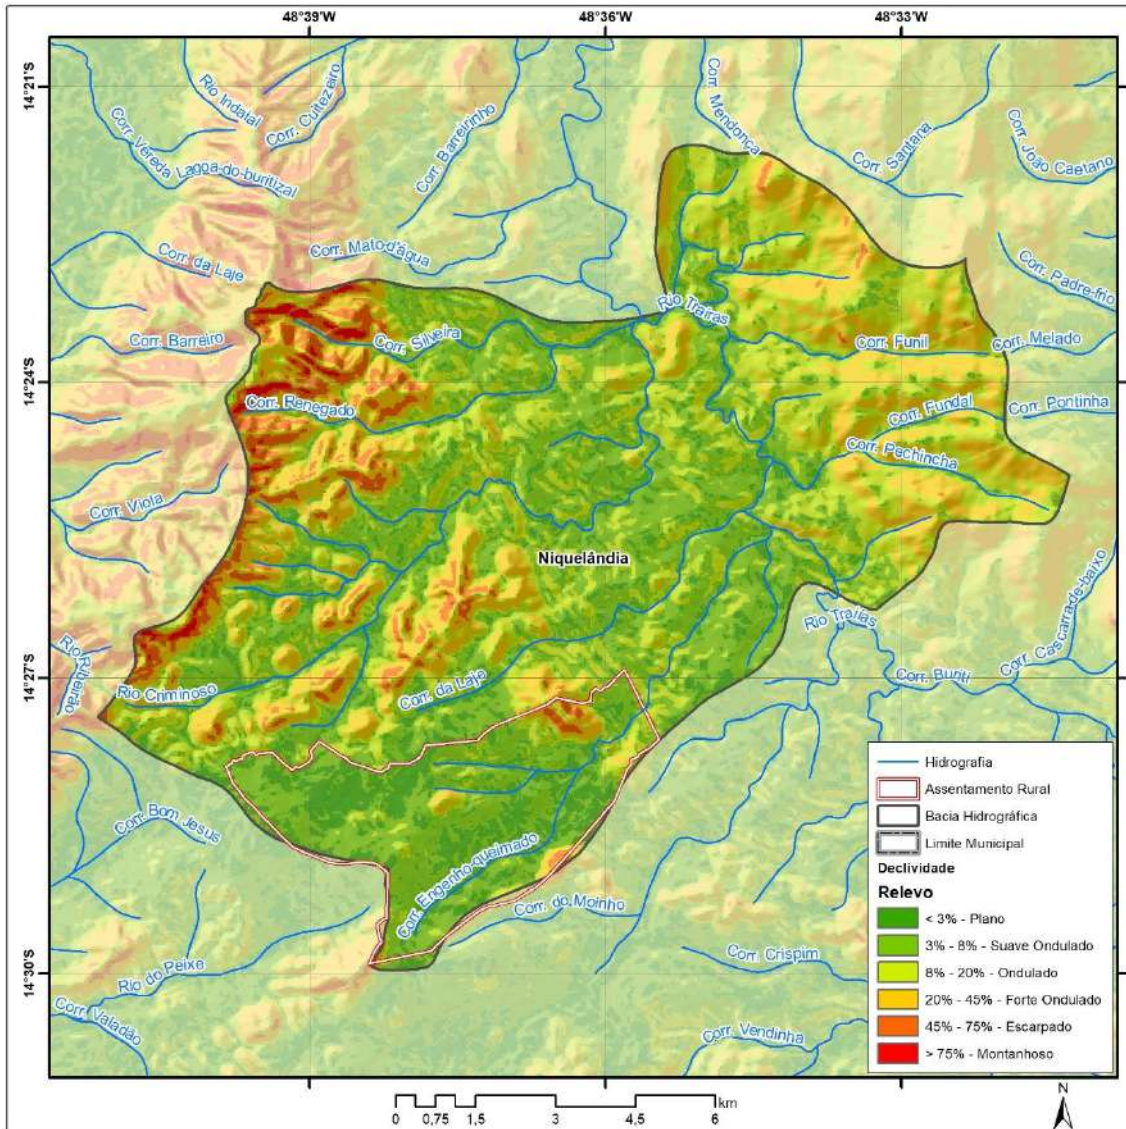 48°39'W
48°36'W
48°33'W
14°21'S
14°24'S
14°27'S
14°30'S
Rio Indatal
Corr. Cuitezeiro
Corr. Vereda Lagoa-do-buritizal
Corr. Barreirinho
Corr. Mendonça
Corr. Santana
Corr. João Caetano
Corr. da Laje
Corr. Mato-d'água
Corr. Padre-frio
Rio Traíras
Corr. Barreiro
Corr. Silveira
Corr. Funil
Corr. Melado
Corr. Renegado
Corr. Fundal
Corr. Pontinha
Corr. Pechincha
Corr. Viola
Niquelândia
Rio Traíras
Corr. Cascarra-de-baixo
Rio Ribeirão
Rio Criminoso
Corr. da Laje
Corr. Buriti
Corr. Bom Jesus
Corr. Engenho-queimado
Corr. do Moinho
Rio do Peixe
Corr. Crispim
Corr. Valadão
Corr. Vendinha
Hidrografia
Assentamento Rural
Bacia Hidrográfica
Limite Municipal
Declividade
Relevo
< 3% - Plano
3% - 8% - Suave Ondulado
8% - 20% - Ondulado
20% - 45% - Forte Ondulado
45% - 75% - Escarpado
> 75% - Montanhoso
km
0 0,75 1,5 3 4,5 6
N